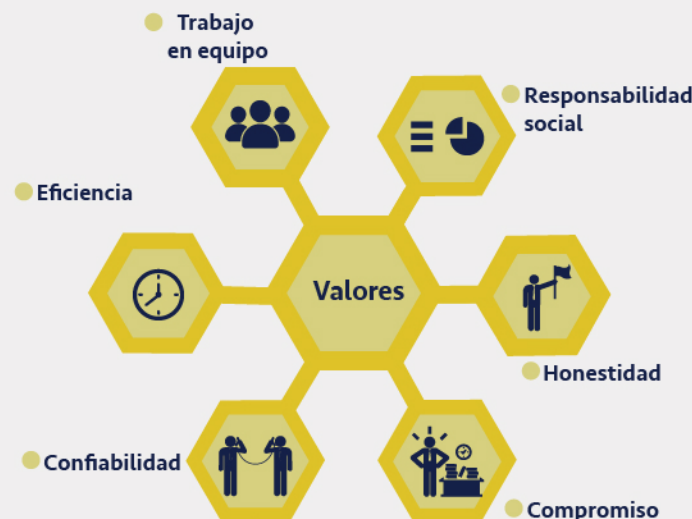 Trabajo
en equipo
Responsabilidad
social
Eficiencia
Valores
Honestidad
Confiabilidad
Compromiso